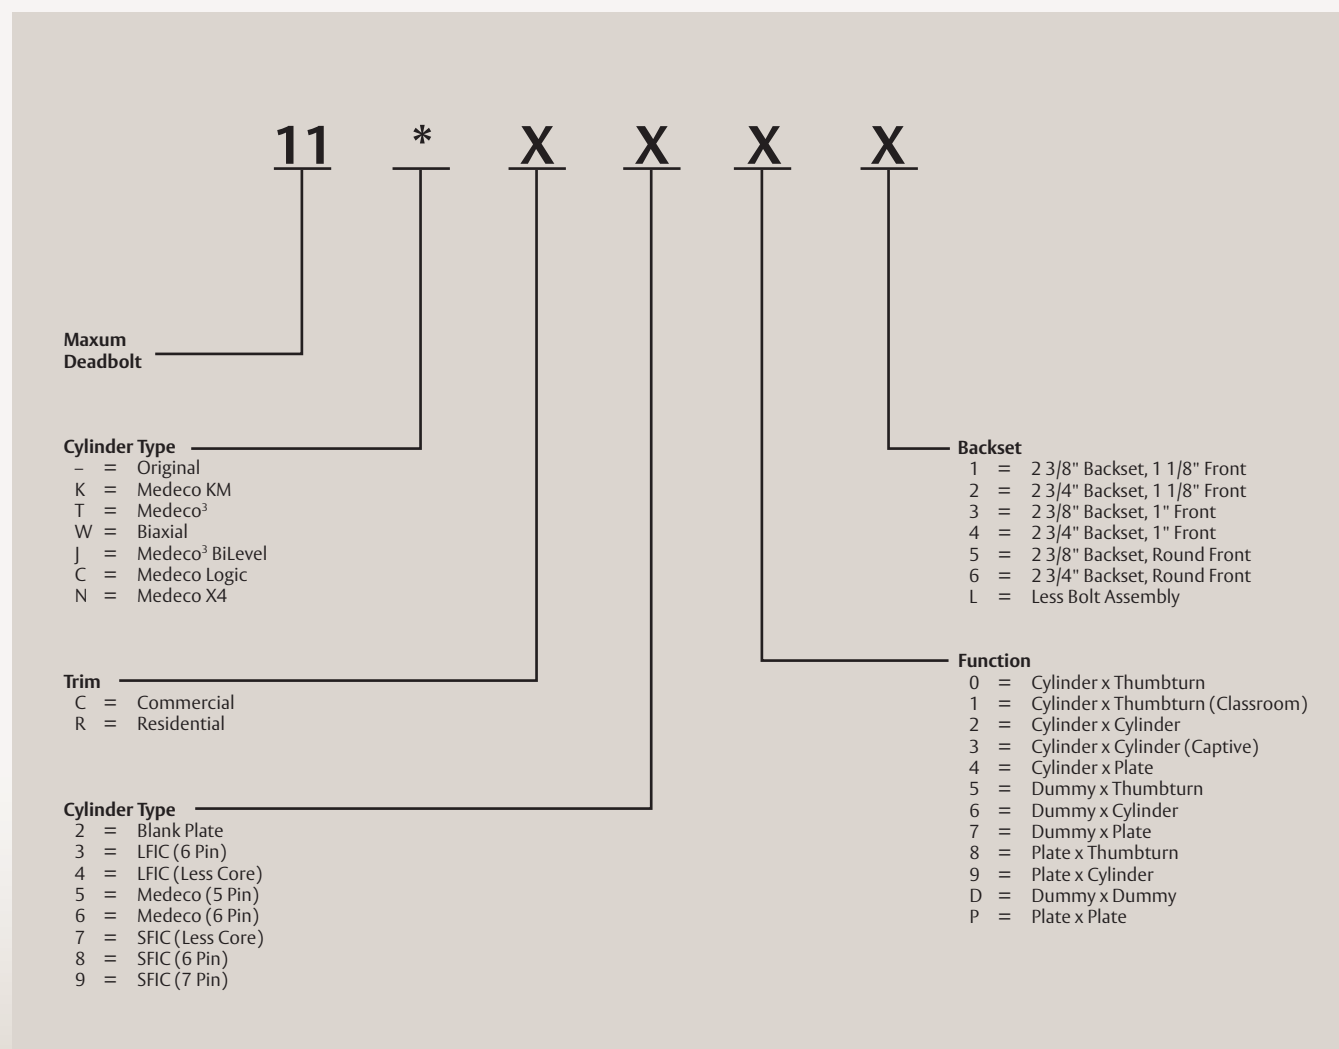 11 * X X X X
Maxum
Deadbolt
Cylinder Type
– = Original
K = Medeco KM
T = Medeco³
W = Biaxial
J = Medeco³ BiLevel
C = Medeco Logic
N = Medeco X4
Trim
C = Commercial
R = Residential
Cylinder Type
2 = Blank Plate
3 = LFIC (6 Pin)
4 = LFIC (Less Core)
5 = Medeco (5 Pin)
6 = Medeco (6 Pin)
7 = SFIC (Less Core)
8 = SFIC (6 Pin)
9 = SFIC (7 Pin)
Backset
1 = 2 3/8" Backset, 1 1/8" Front
2 = 2 3/4" Backset, 1 1/8" Front
3 = 2 3/8" Backset, 1" Front
4 = 2 3/4" Backset, 1" Front
5 = 2 3/8" Backset, Round Front
6 = 2 3/4" Backset, Round Front
L = Less Bolt Assembly
Function
0 = Cylinder x Thumbturn
1 = Cylinder x Thumbturn (Classroom)
2 = Cylinder x Cylinder
3 = Cylinder x Cylinder (Captive)
4 = Cylinder x Plate
5 = Dummy x Thumbturn
6 = Dummy x Cylinder
7 = Dummy x Plate
8 = Plate x Thumbturn
9 = Plate x Cylinder
D = Dummy x Dummy
P = Plate x Plate